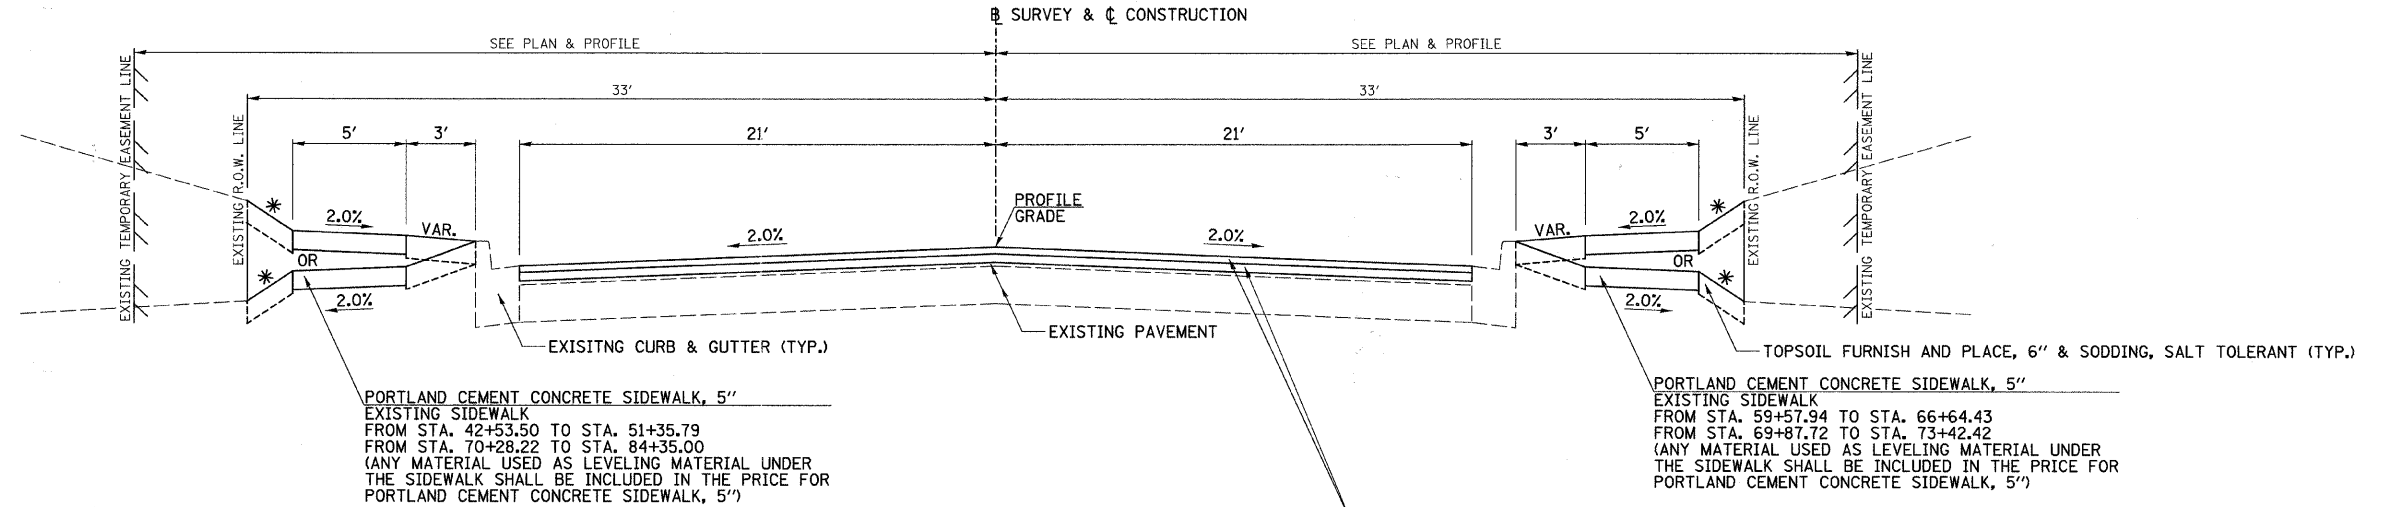 ℄ SURVEY & ℄ CONSTRUCTION
SEE PLAN & PROFILE
SEE PLAN & PROFILE
33'
33'
5'
3'
21'
21'
3'
5'
EXISTING TEMPORARY EASEMENT LINE
EXISTING R.O.W. LINE
EXISTING R.O.W. LINE
EXISTING TEMPORARY EASEMENT LINE
*
2.0%
VAR.
OR
*
2.0%
2.0%
PROFILE
GRADE
2.0%
VAR.
2.0%
*
OR
*
2.0%
EXISTING PAVEMENT
EXISITNG CURB & GUTTER (TYP.)
TOPSOIL FURNISH AND PLACE, 6" & SODDING, SALT TOLERANT (TYP.)
PORTLAND CEMENT CONCRETE SIDEWALK, 5"
EXISTING SIDEWALK
FROM STA. 42+53.50 TO STA. 51+35.79
FROM STA. 70+28.22 TO STA. 84+35.00
(ANY MATERIAL USED AS LEVELING MATERIAL UNDER
THE SIDEWALK SHALL BE INCLUDED IN THE PRICE FOR
PORTLAND CEMENT CONCRETE SIDEWALK, 5")
PORTLAND CEMENT CONCRETE SIDEWALK, 5"
EXISTING SIDEWALK
FROM STA. 59+57.94 TO STA. 66+64.43
FROM STA. 69+87.72 TO STA. 73+42.42
(ANY MATERIAL USED AS LEVELING MATERIAL UNDER
THE SIDEWALK SHALL BE INCLUDED IN THE PRICE FOR
PORTLAND CEMENT CONCRETE SIDEWALK, 5")